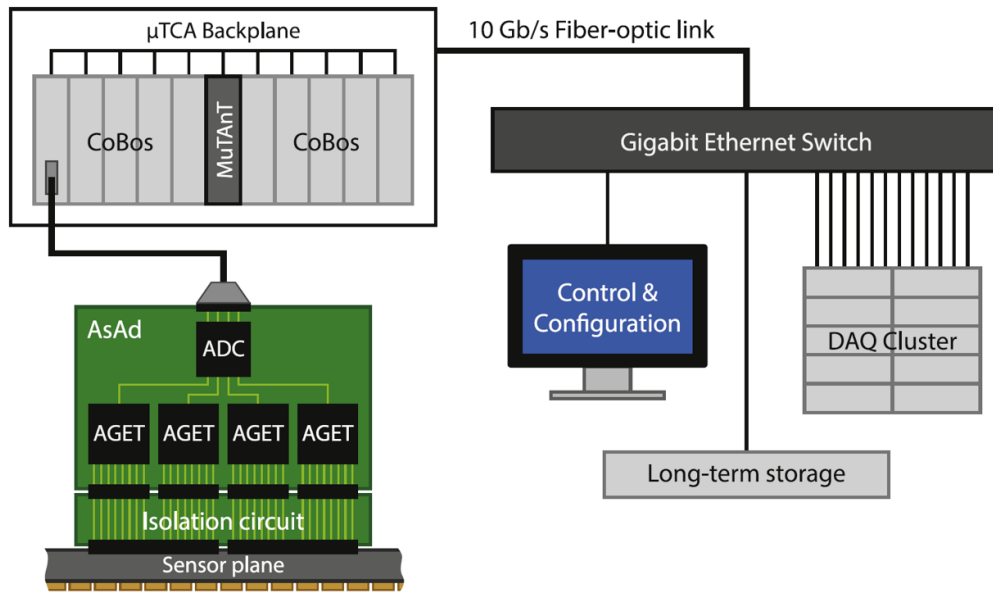 µTCA Backplane
10 Gb/s Fiber-optic link
CoBos
MuTAnT
CoBos
Gigabit Ethernet Switch
AsAd
ADC
Control &
Configuration
DAQ Cluster
AGET
AGET
AGET
AGET
Long-term storage
Isolation circuit
Sensor plane